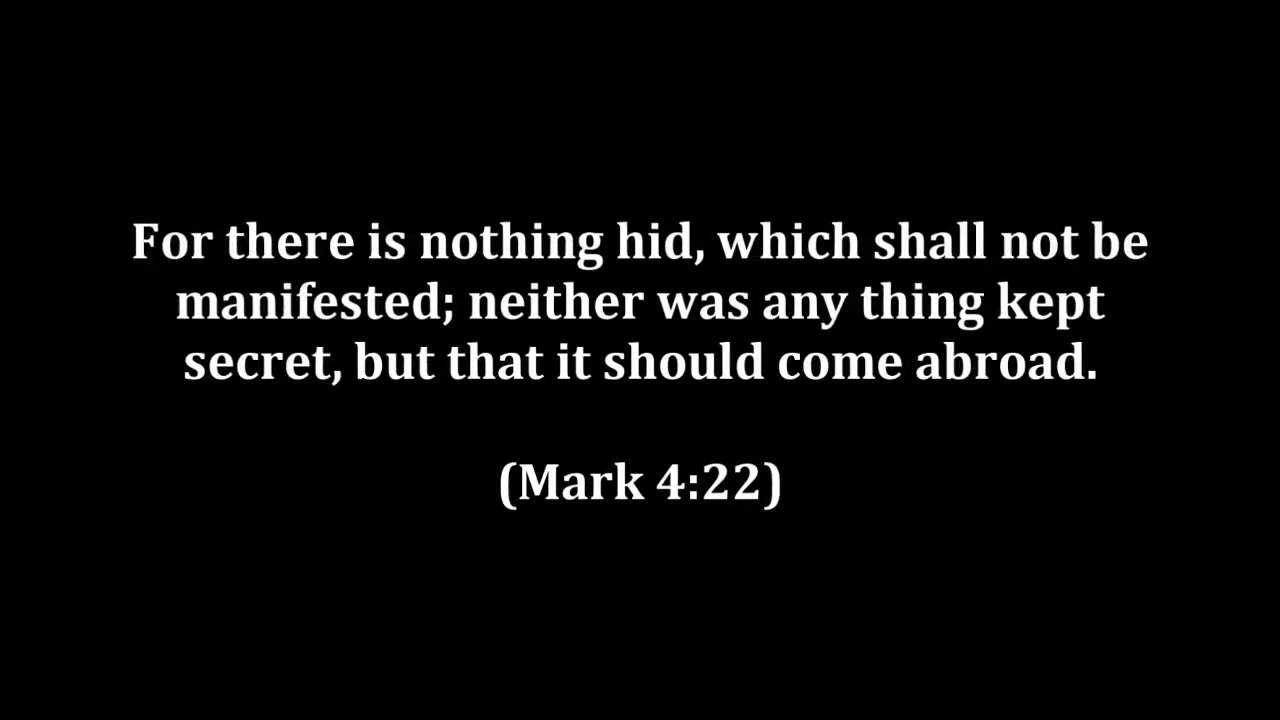 For there is nothing hid, which shall not be
manifested; neither was any thing kept
secret, but that it should come abroad.
(Mark 4:22)